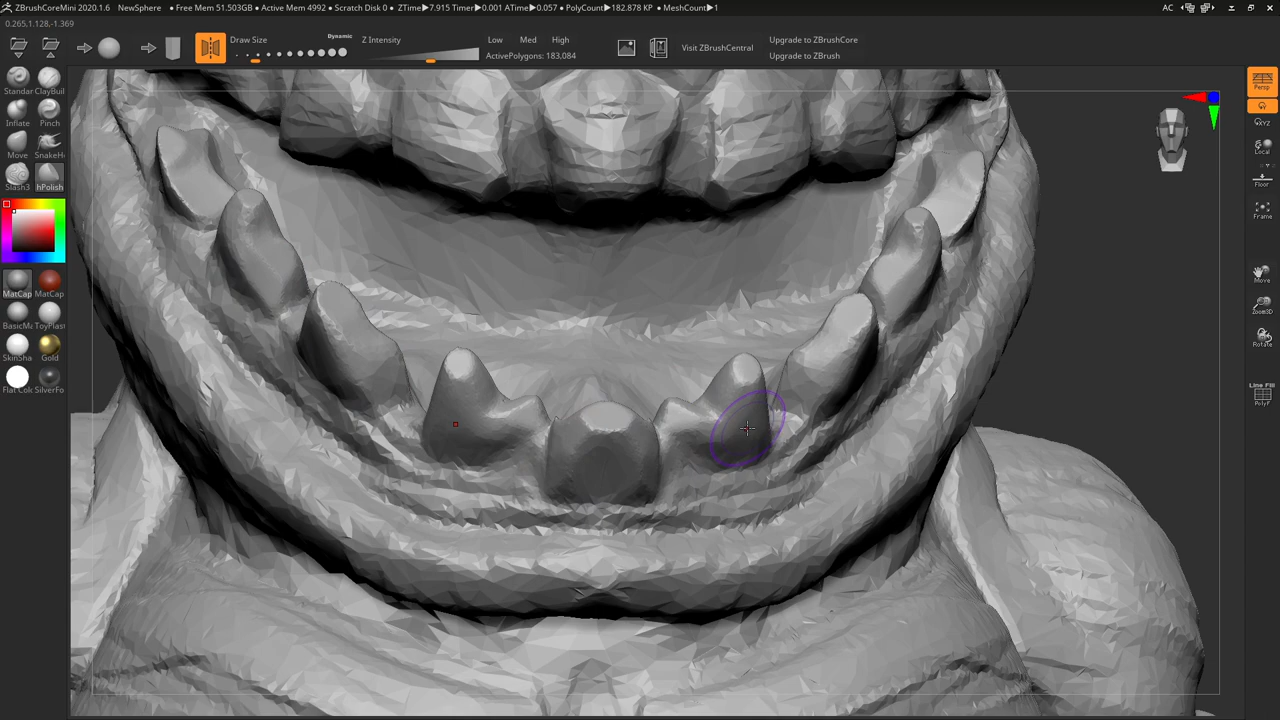 ZBrushCoreMini 2020.1.6 NewSphere ● Free Mem 51.503GB ● Active Mem 4992 ● Scratch Disk 0 ● ZTime▶7.915 Timer▶0.001 ATime▶0.057 ● PolyCount▶182.878 KP ● MeshCount▶1 AC
0.265,1.128,-1.369
Draw Size Dynamic
Z Intensity
Low Med High
ActivePolygons: 183,084
Visit ZBrushCentral
Upgrade to ZBrushCore
Upgrade to ZBrush
Standar ClayBuil
Inflate Pinch
Move SnakeH
Slash3 hPolish
MatCap MatCap
BasicMa ToyPlast
SkinSha Gold
Flat Col SilverFo
Persp
XYZ
Local
Floor
Frame
Move
Zoom3D
Rotate
Line Fill
PolyF